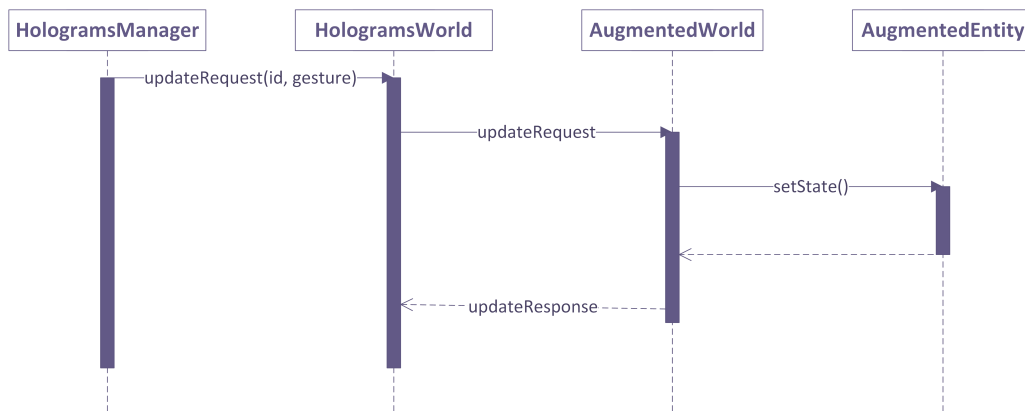 HologramsManager
HologramsWorld
AugmentedWorld
AugmentedEntity
updateRequest(id, gesture)
updateRequest
setState()
updateResponse